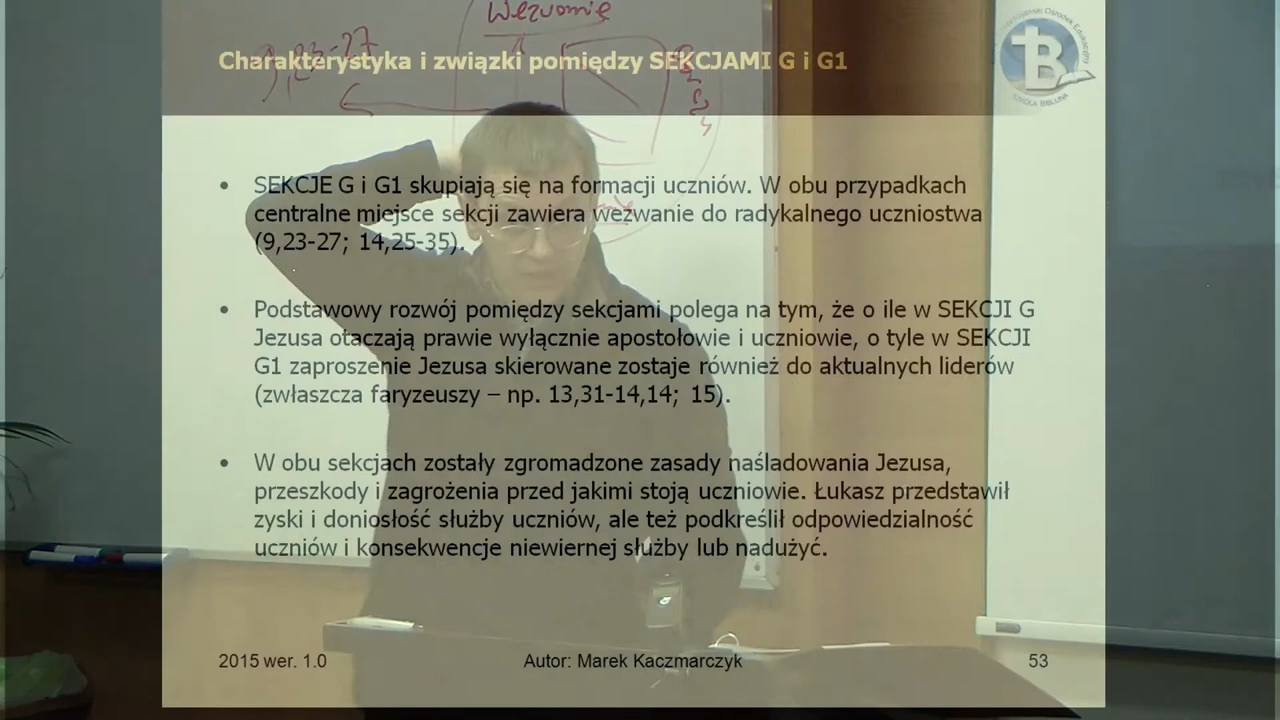 Wezwanie
9,23-27
Charakterystyka i związki pomiędzy SEKCJAMI G i G1
SZKOŁA BIBLIJNA
• SEKCJE G i G1 skupiają się na formacji uczniów. W obu przypadkach
centralne miejsce sekcji zawiera wezwanie do radykalnego uczniostwa
(9,23-27; 14,25-35).
• Podstawowy rozwój pomiędzy sekcjami polega na tym, że o ile w SEKCJI G
Jezusa otaczają prawie wyłącznie apostołowie i uczniowie, o tyle w SEKCJI
G1 zaproszenie Jezusa skierowane zostaje również do aktualnych liderów
(zwłaszcza faryzeuszy – np. 13,31-14,14; 15).
• W obu sekcjach zostały zgromadzone zasady naśladowania Jezusa,
przeszkody i zagrożenia przed jakimi stoją uczniowie. Łukasz przedstawił
zyski i doniosłość służby uczniów, ale też podkreślił odpowiedzialność
uczniów i konsekwencje niewiernej służby lub nadużyć.
2015 wer. 1.0
Autor: Marek Kaczmarczyk
53